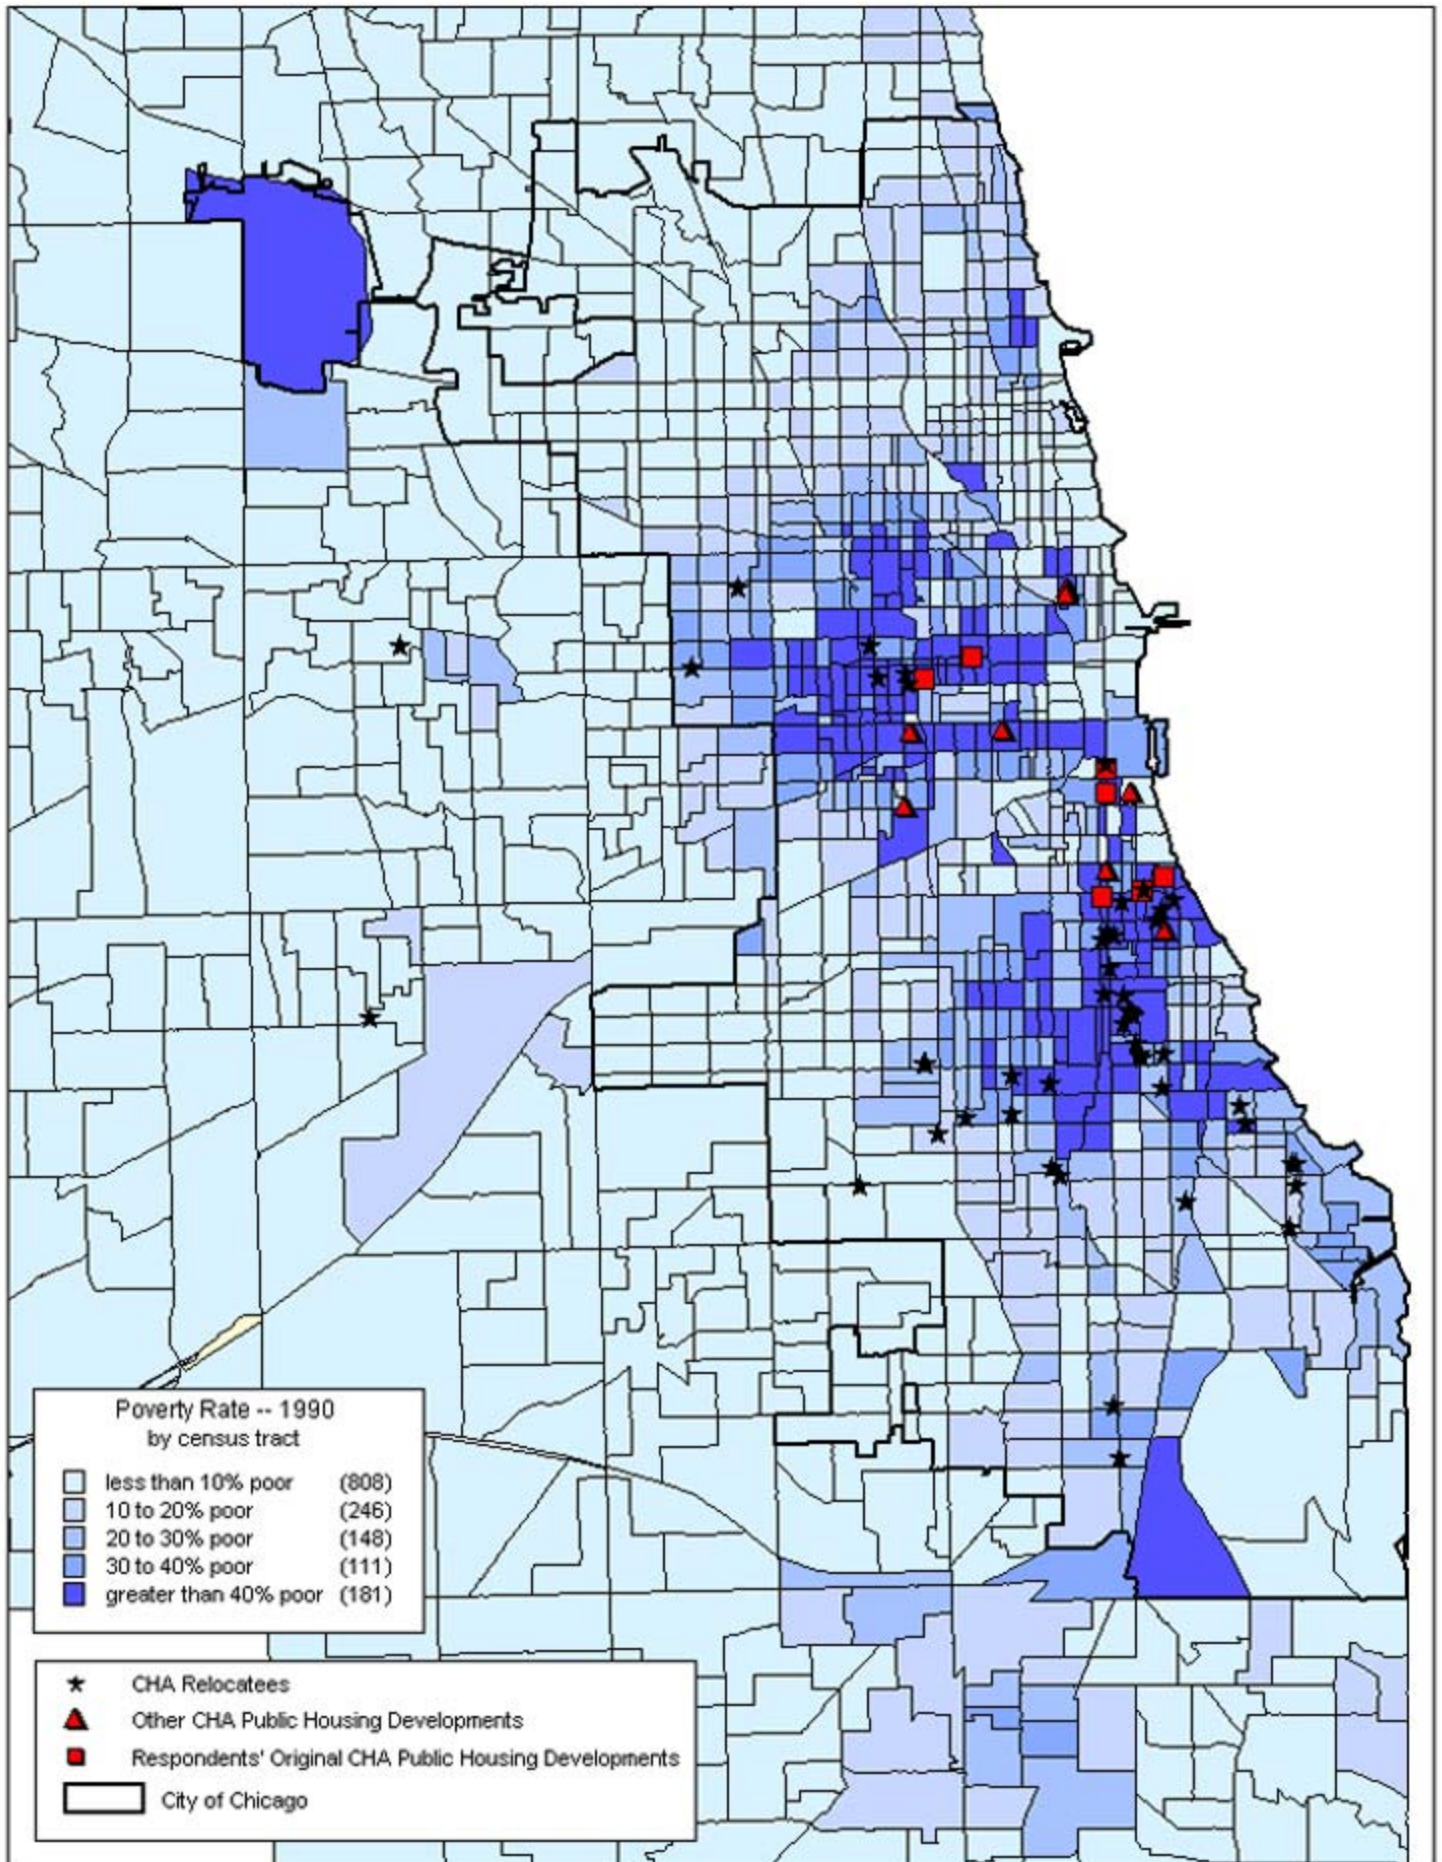 Poverty Rate -- 1990
by census tract
less than 10% poor (808)
10 to 20% poor (246)
20 to 30% poor (148)
30 to 40% poor (111)
greater than 40% poor (181)
CHA Relocatees
Other CHA Public Housing Developments
Respondents' Original CHA Public Housing Developments
City of Chicago